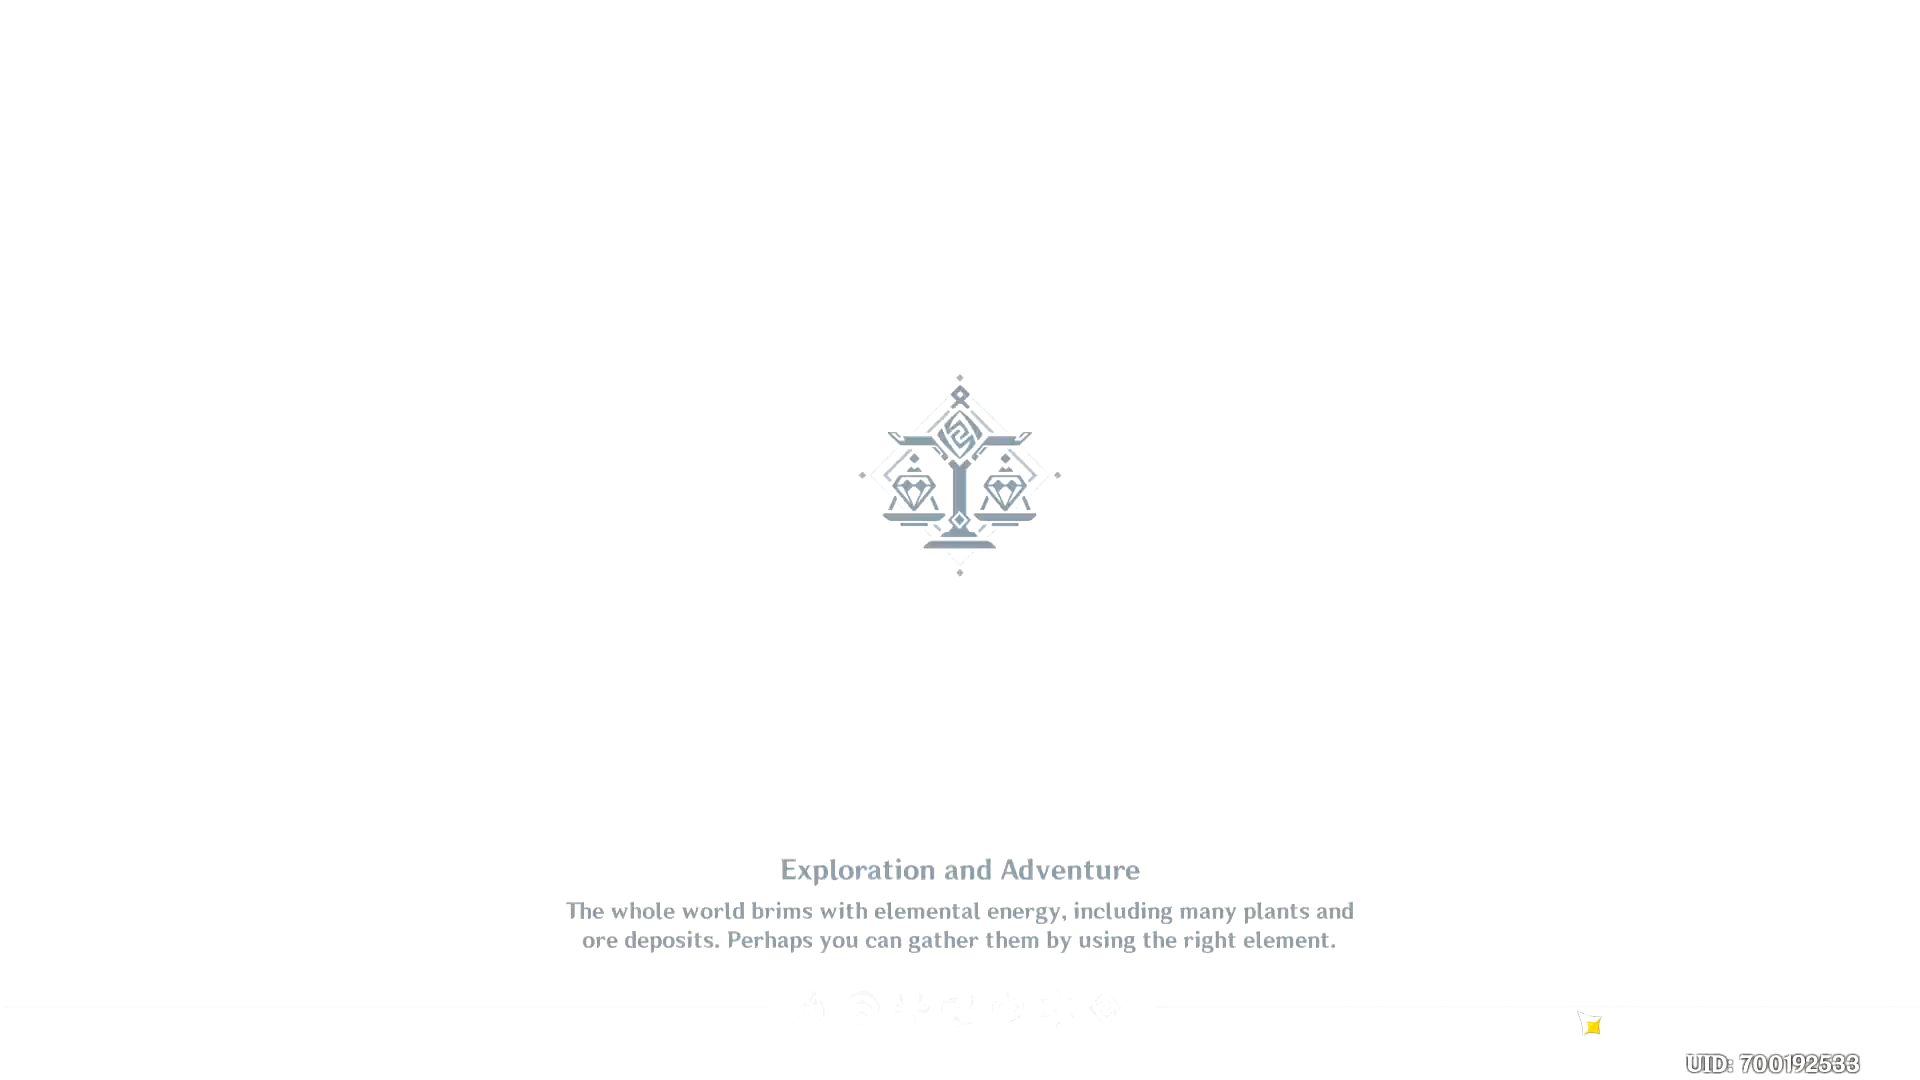 Exploration and Adventure
The whole world brims with elemental energy, including many plants and
ore deposits. Perhaps you can gather them by using the right element.
UID: 700192533